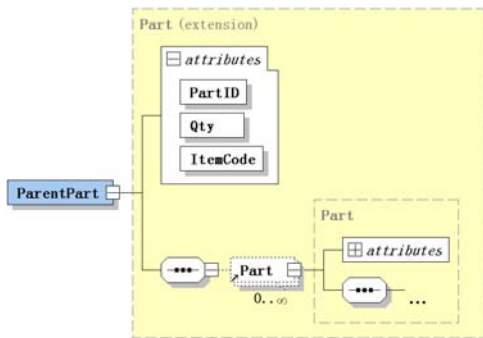 Part (extension)
attributes
PartID
Qty
ItemCode
ParentPart
Part
attributes
Part
0..∞
...